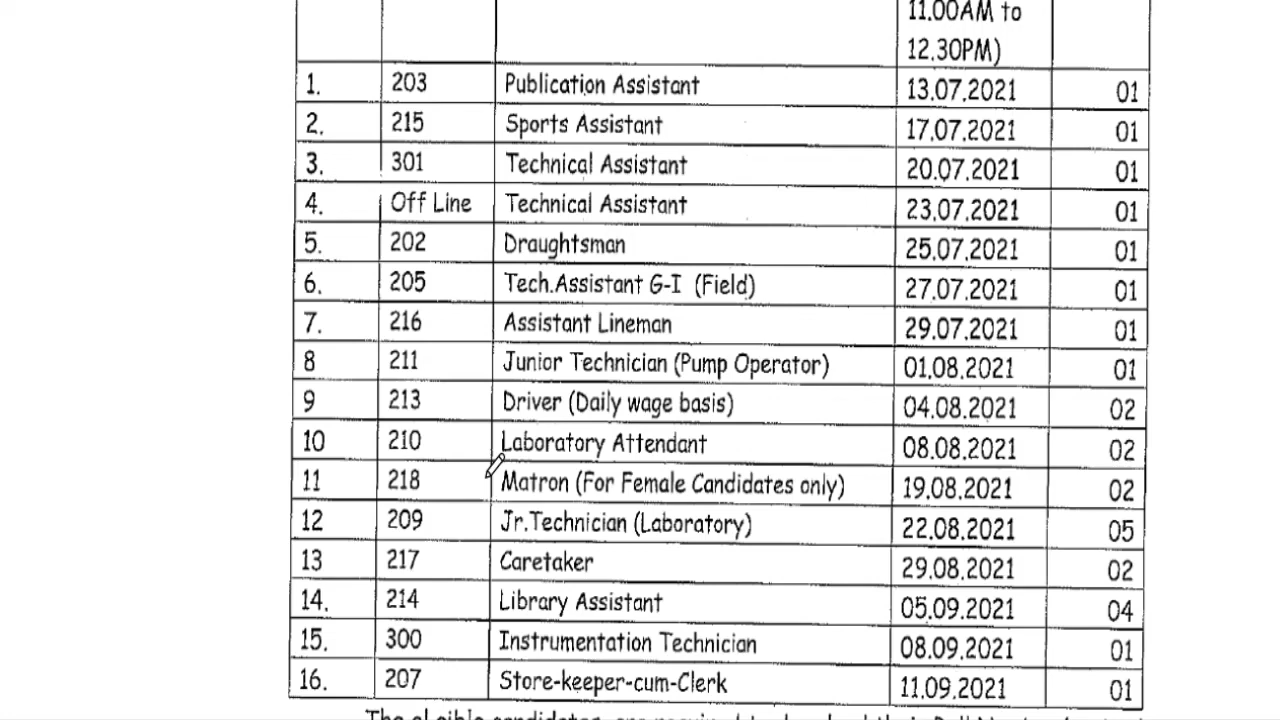 11.00AM to
12.30PM)
1. 203 Publication Assistant 13.07.2021 01
2. 215 Sports Assistant 17.07.2021 01
3. 301 Technical Assistant 20.07.2021 01
4. Off Line Technical Assistant 23.07.2021 01
5. 202 Draughtsman 25.07.2021 01
6. 205 Tech.Assistant G-I (Field) 27.07.2021 01
7. 216 Assistant Lineman 29.07.2021 01
8 211 Junior Technician (Pump Operator) 01.08.2021 01
9 213 Driver (Daily wage basis) 04.08.2021 02
10 210 Laboratory Attendant 08.08.2021 02
11 218 Matron (For Female Candidates only) 19.08.2021 02
12 209 Jr.Technician (Laboratory) 22.08.2021 05
13 217 Caretaker 29.08.2021 02
14. 214 Library Assistant 05.09.2021 04
15. 300 Instrumentation Technician 08.09.2021 01
16. 207 Store-keeper-cum-Clerk 11.09.2021 01